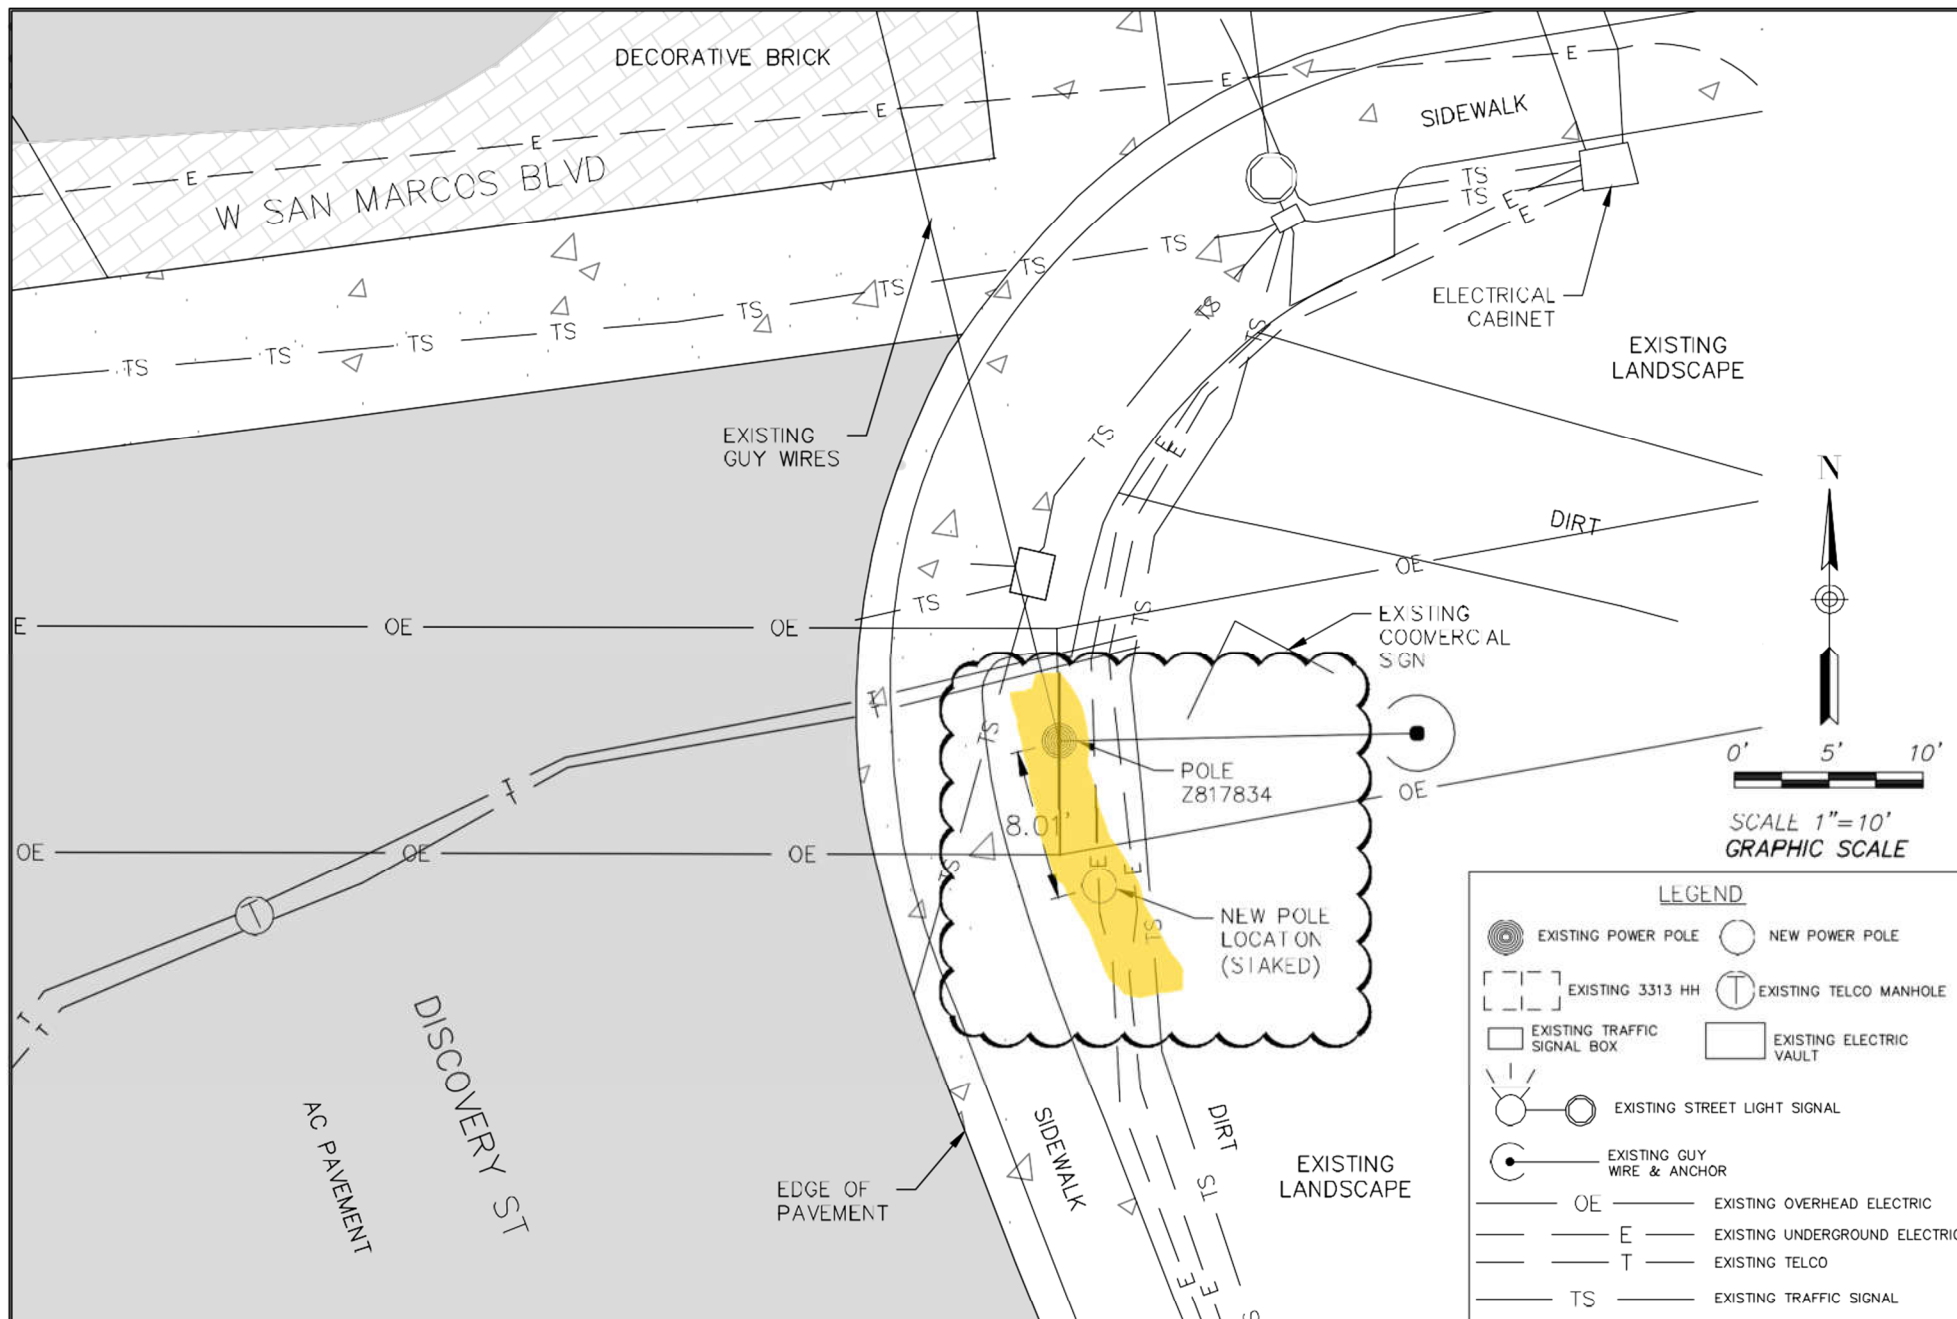 DECORATIVE BRICK
E
E
E
E
E
W SAN MARCOS BLVD
SIDEWALK
TS
TS
E
E
TS
TS
TS
TS
TS
TS
TS
TS
TS
TS
TS
ELECTRICAL
CABINET
EXISTING
LANDSCAPE
EXISTING
GUY WIRES
TS
E
E
N
DIRT
OE
TS
TS
E
OE
OE
EXISTING
COOMERCIAL
SIGN
T
TS
POLE
Z817834
0' 5' 10'
SCALE 1"=10'
GRAPHIC SCALE
T
T
OE
8.01'
OE
OE
OE
TS
E
E
T
NEW POLE
LOCATION
(STAKED)
TS
T
T
DISCOVERY ST
AC PAVEMENT
SIDEWALK
DIRT
EDGE OF
PAVEMENT
EXISTING
LANDSCAPE
TS
E
E
S
LEGEND
EXISTING POWER POLE
NEW POWER POLE
EXISTING 3313 HH
T
EXISTING TELCO MANHOLE
EXISTING TRAFFIC
SIGNAL BOX
EXISTING ELECTRIC
VAULT
EXISTING STREET LIGHT SIGNAL
EXISTING GUY
WIRE & ANCHOR
OE EXISTING OVERHEAD ELECTRIC
E EXISTING UNDERGROUND ELECTRIC
T EXISTING TELCO
TS EXISTING TRAFFIC SIGNAL